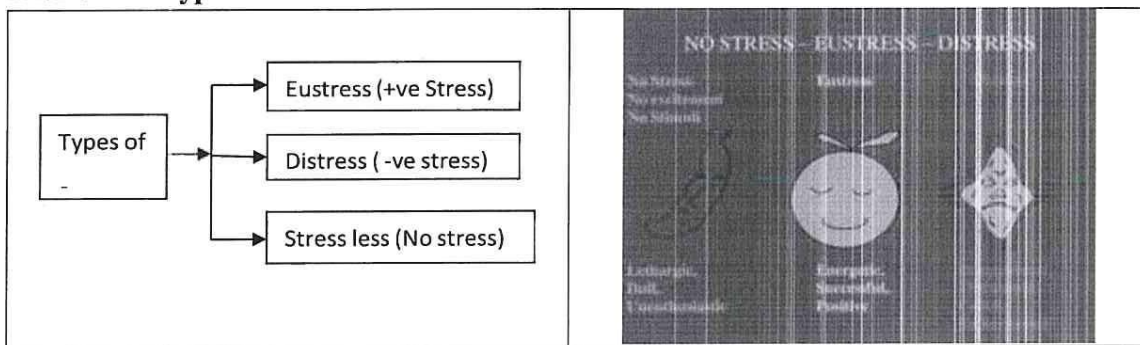 Types of
-
Eustress (+ve Stress)
Distress ( -ve stress)
Stress less (No stress)
NO STRESS – EUSTRESS – DISTRESS
No Stress
No excitement
No Stimuli
Eustress
Lethargic,
Dull,
Unenthusiastic
Energetic,
Successful,
Positive